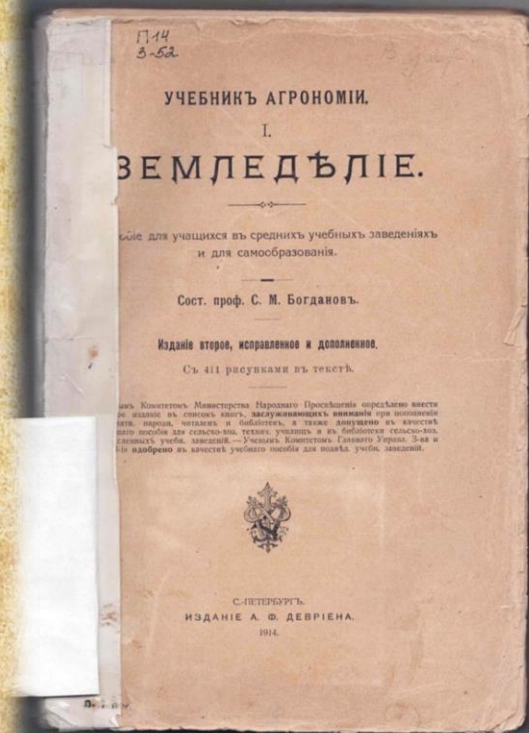 П14
З-52
УЧЕБНИКЪ АГРОНОМІИ.
I.
ЗЕМЛЕДѢЛІЕ.
для учащихся въ среднихъ учебныхъ заведеніяхъ
и для самообразованія.
Сост. проф. С. М. Богдановъ.
Изданіе второе, исправленное и дополненное.
Съ 411 рисунками въ текстѣ.
Комитетомъ Министерства Народнаго Просвѣщенія опредѣлено внести
изданіе въ списокъ книгъ, заслуживающихъ вниманія при пополненіи
народн. читаленъ и библіотекъ, а также допущено въ качествѣ
пособія для сельско-хоз. технич. училищъ и въ библіотеки сельско-хоз.
учебн. заведеній. — Ученымъ Комитетомъ Главнаго Управл. З-ва и
одобрено въ качествѣ учебнаго пособія для подвѣд. учебн. заведеній.
С.-ПЕТЕРБУРГЪ.
ИЗДАНІЕ А. Ф. ДЕВРІЕНА.
1914.